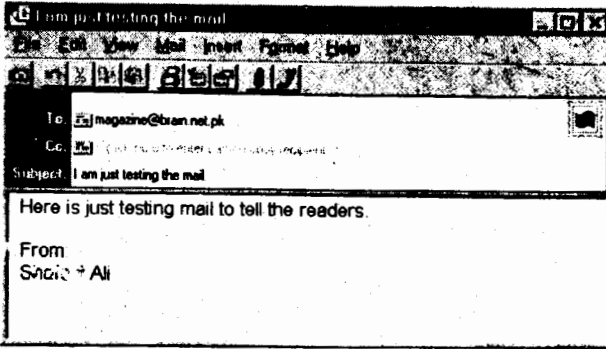 I am just testing the mail
File Edit View Mail Insert Format Help
To: magazine@brain.net.pk
Cc:
Subject: I am just testing the mail
Here is just testing mail to tell the readers.
From
Ali